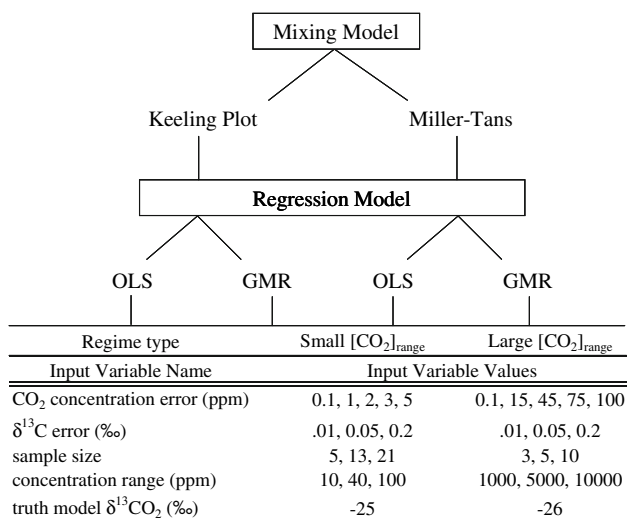 Mixing Model
Keeling Plot Miller-Tans
Regression Model
OLS GMR OLS GMR
Regime type Small [CO₂]range Large [CO₂]range
Input Variable Name Input Variable Values
CO₂ concentration error (ppm) 0.1, 1, 2, 3, 5 0.1, 15, 45, 75, 100
δ¹³C error (‰) .01, 0.05, 0.2 .01, 0.05, 0.2
sample size 5, 13, 21 3, 5, 10
concentration range (ppm) 10, 40, 100 1000, 5000, 10000
truth model δ¹³CO₂ (‰) -25 -26